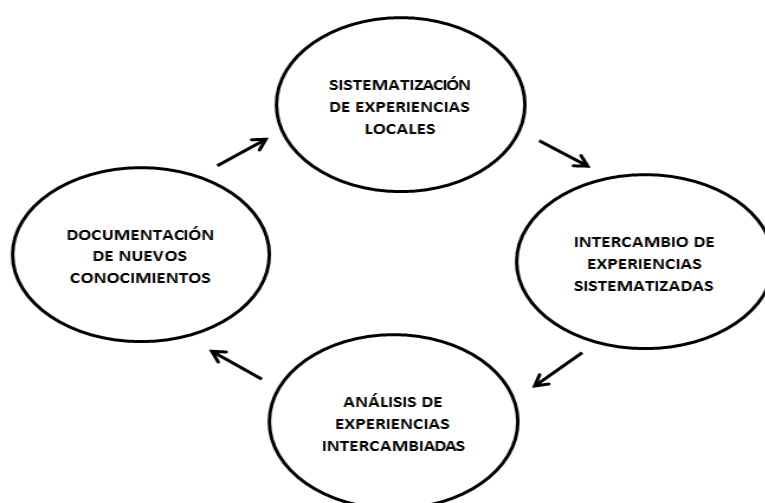 SISTEMATIZACIÓN
DE EXPERIENCIAS
LOCALES
INTERCAMBIO DE
EXPERIENCIAS
SISTEMATIZADAS
ANÁLISIS DE
EXPERIENCIAS
INTERCAMBIADAS
DOCUMENTACIÓN
DE NUEVOS
CONOCIMIENTOS